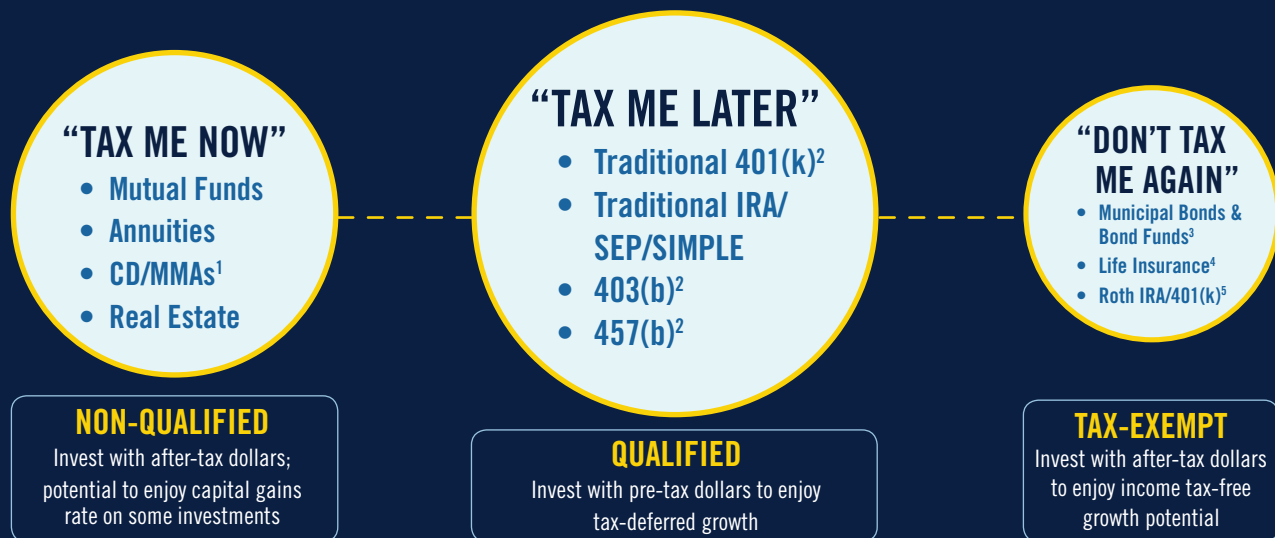 “TAX ME NOW”
• Mutual Funds
• Annuities
• CD/MMAs¹
• Real Estate
NON-QUALIFIED
Invest with after-tax dollars;
potential to enjoy capital gains
rate on some investments
“TAX ME LATER”
• Traditional 401(k)²
• Traditional IRA/
SEP/SIMPLE
• 403(b)²
• 457(b)²
QUALIFIED
Invest with pre-tax dollars to enjoy
tax-deferred growth
“DON’T TAX
ME AGAIN”
• Municipal Bonds &
Bond Funds³
• Life Insurance⁴
• Roth IRA/401(k)⁵
TAX-EXEMPT
Invest with after-tax dollars
to enjoy income tax-free
growth potential